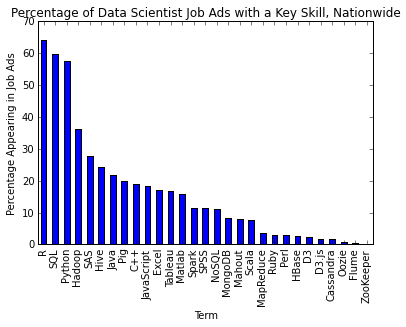 Percentage of Data Scientist Job Ads with a Key Skill, Nationwide
Percentage Appearing in Job Ads
70
60
50
40
30
20
10
0
R
SQL
Python
Hadoop
SAS
Hive
Java
Pig
C++
JavaScript
Excel
Tableau
Matlab
Spark
SPSS
NoSQL
MongoDB
Mahout
Scala
MapReduce
Ruby
Perl
HBase
D3
D3.js
Cassandra
Oozie
Flume
ZooKeeper
Term